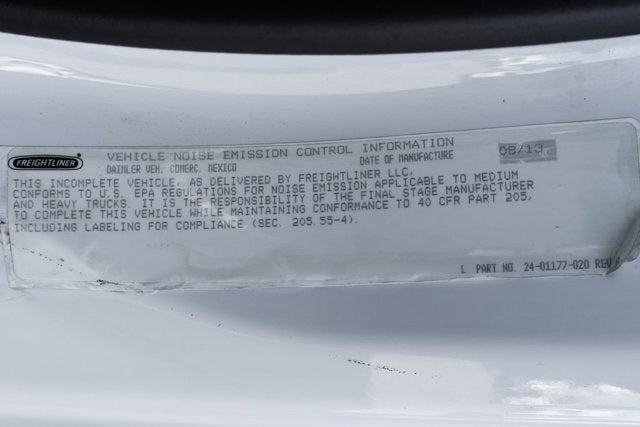 FREIGHTLINER
VEHICLE NOISE EMISSION CONTROL INFORMATION
DAIMLER VEH. COMERC. MEXICO
DATE OF MANUFACTURE 08/13
THIS INCOMPLETE VEHICLE, AS DELIVERED BY FREIGHTLINER LLC,
CONFORMS TO U.S. EPA REGULATIONS FOR NOISE EMISSION APPLICABLE TO MEDIUM
AND HEAVY TRUCKS. IT IS THE RESPONSIBILITY OF THE FINAL STAGE MANUFACTURER
TO COMPLETE THIS VEHICLE WHILE MAINTAINING CONFORMANCE TO 40 CFR PART 205,
INCLUDING LABELING FOR COMPLIANCE (SEC. 205.55-4).
L PART NO. 24-01177-020 REV